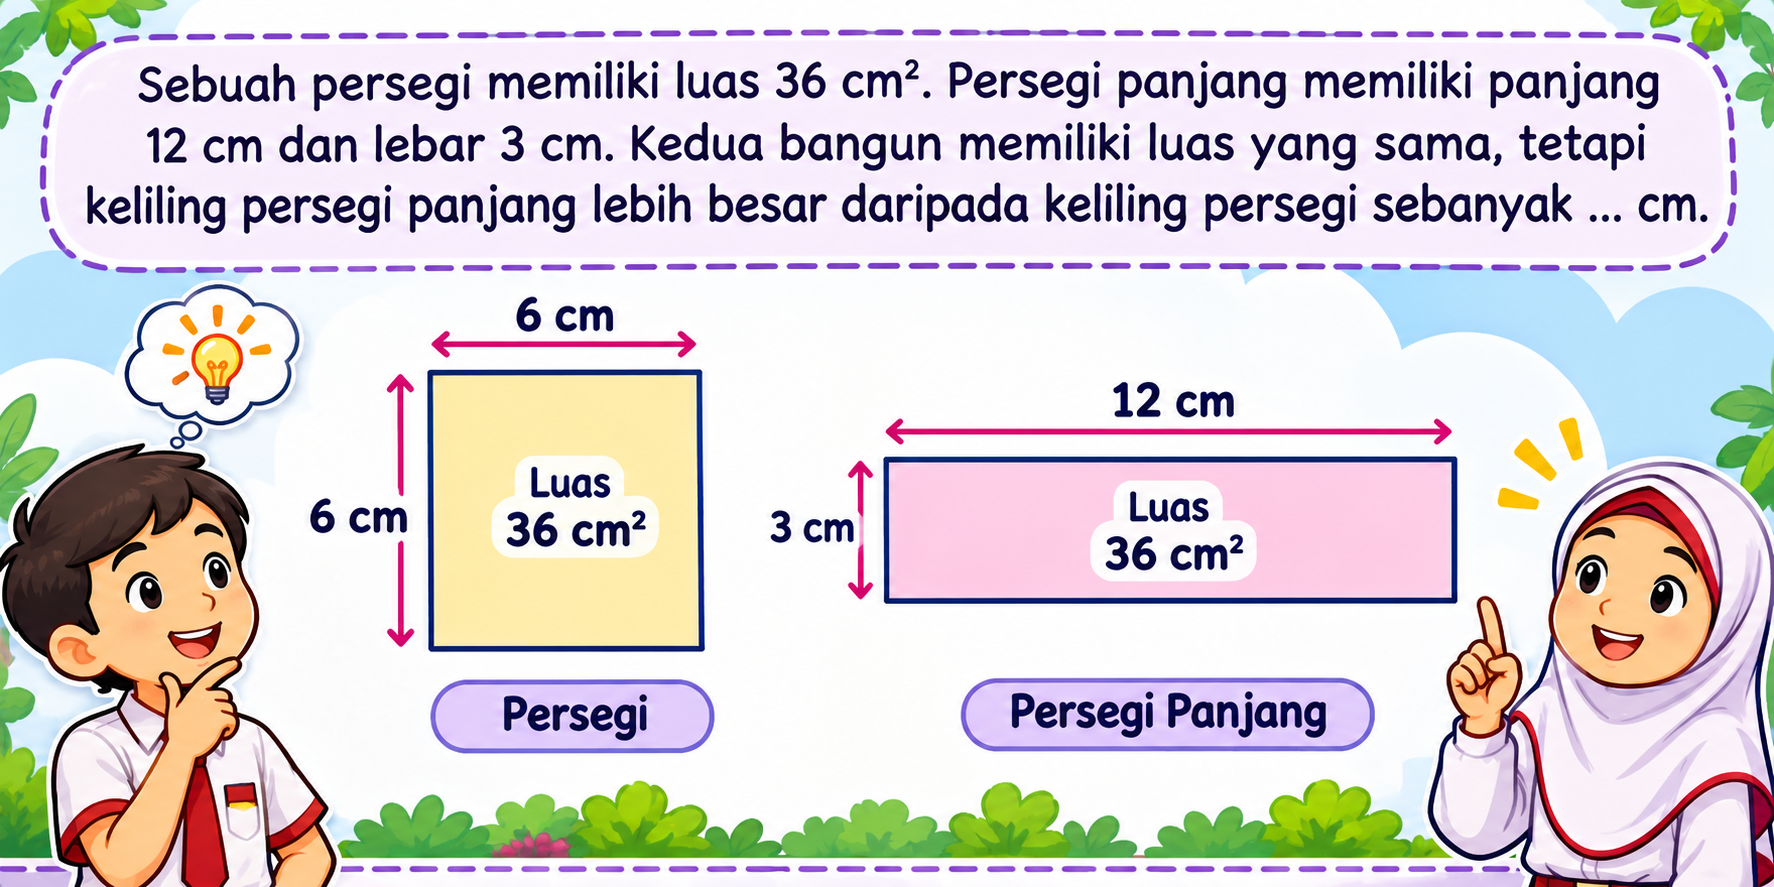 Sebuah persegi memiliki luas 36 cm². Persegi panjang memiliki panjang
12 cm dan lebar 3 cm. Kedua bangun memiliki luas yang sama, tetapi
keliling persegi panjang lebih besar daripada keliling persegi sebanyak ... cm.
6 cm
6 cm
Luas
36 cm²
Persegi
12 cm
3 cm
Luas
36 cm²
Persegi Panjang